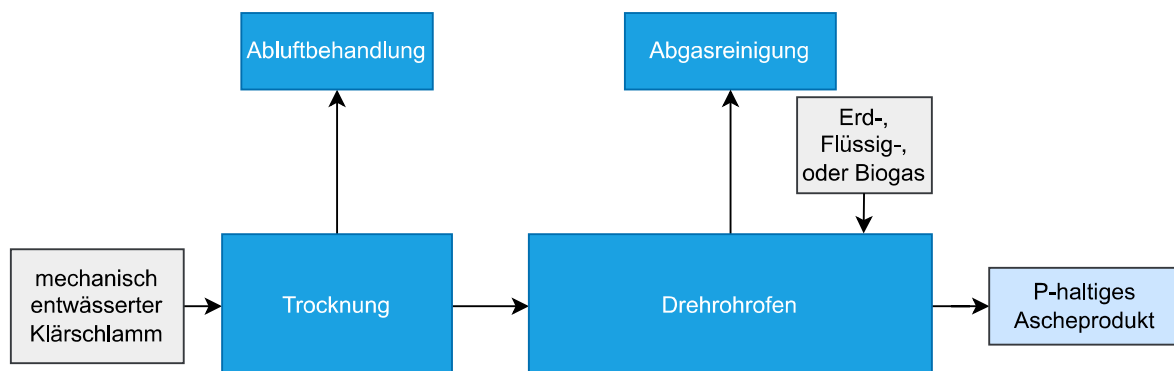 Abluftbehandlung
Abgasreinigung
Erd-,
Flüssig-,
oder Biogas
mechanisch
entwässerter
Klärschlamm
Trocknung
Drehrohrofen
P-haltiges
Ascheprodukt